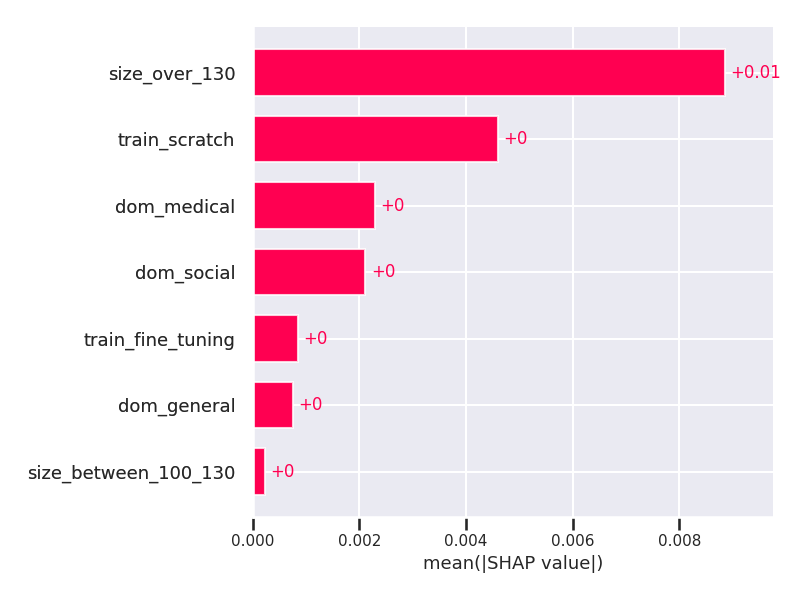 size_over_130 +0.01
train_scratch +0
dom_medical +0
dom_social +0
train_fine_tuning +0
dom_general +0
size_between_100_130 +0
0.000 0.002 0.004 0.006 0.008
mean(|SHAP value|)